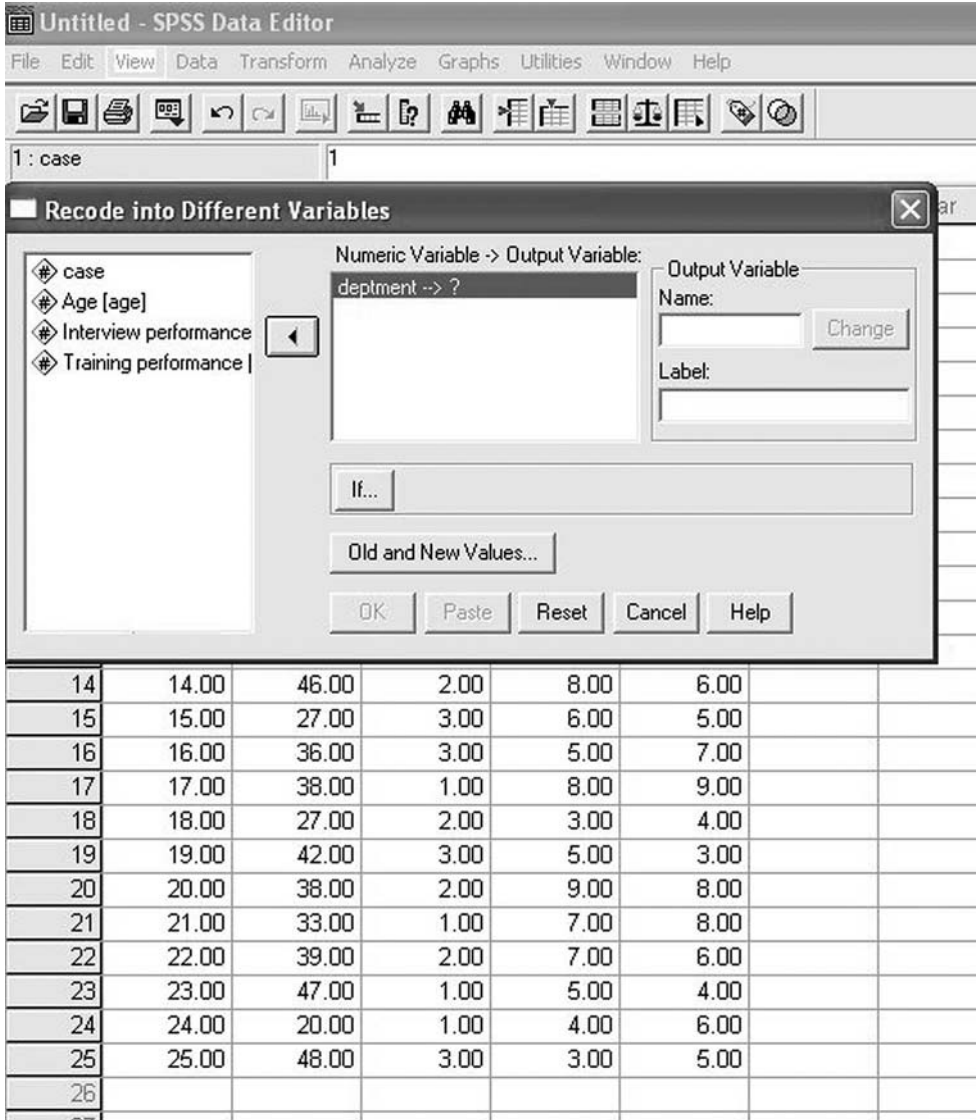 Untitled - SPSS Data Editor
File Edit View Data Transform Analyze Graphs Utilities Window Help
1 : case 1
Recode into Different Variables
ar
Numeric Variable -> Output Variable:
case
Age [age]
Interview performance
Training performance [
deptment --> ?
Output Variable
Name:
Change
Label:
If...
Old and New Values...
OK Paste Reset Cancel Help
14 14.00 46.00 2.00 8.00 6.00
15 15.00 27.00 3.00 6.00 5.00
16 16.00 36.00 3.00 5.00 7.00
17 17.00 38.00 1.00 8.00 9.00
18 18.00 27.00 2.00 3.00 4.00
19 19.00 42.00 3.00 5.00 3.00
20 20.00 38.00 2.00 9.00 8.00
21 21.00 33.00 1.00 7.00 8.00
22 22.00 39.00 2.00 7.00 6.00
23 23.00 47.00 1.00 5.00 4.00
24 24.00 20.00 1.00 4.00 6.00
25 25.00 48.00 3.00 3.00 5.00
26